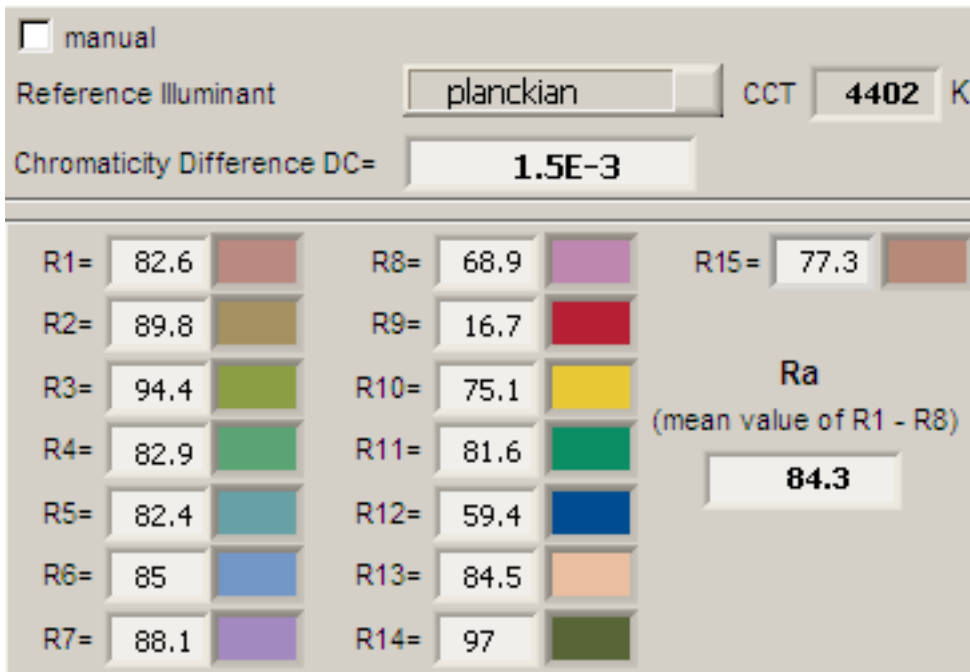 manual
Reference Illuminant planckian CCT 4402 K
Chromaticity Difference DC= 1.5E-3
R1= 82.6 R8= 68.9 R15= 77.3
R2= 89.8 R9= 16.7
R3= 94.4 R10= 75.1 Ra
(mean value of R1 - R8)
R4= 82.9 R11= 81.6
84.3
R5= 82.4 R12= 59.4
R6= 85 R13= 84.5
R7= 88.1 R14= 97